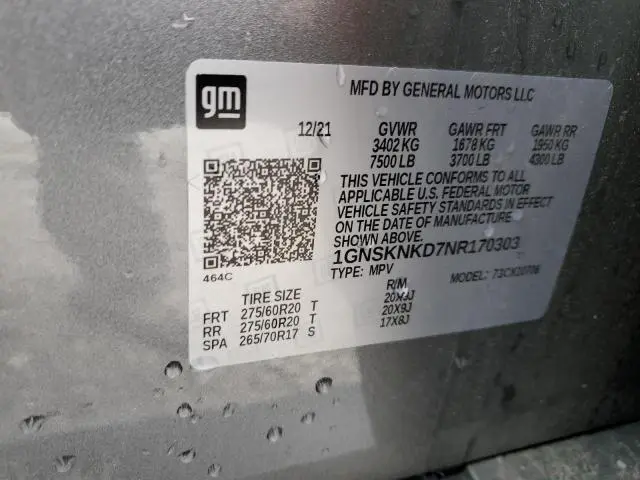 gm
MFD BY GENERAL MOTORS LLC
12/21 GVWR GAWR FRT GAWR RR
3402 KG 1678 KG 1950 KG
7500 LB 3700 LB 4300 LB
THIS VEHICLE CONFORMS TO ALL
APPLICABLE U.S. FEDERAL MOTOR
VEHICLE SAFETY STANDARDS IN EFFECT
ON THE DATE OF MANUFACTURE
SHOWN ABOVE.
1GNSKNKD7NR170303
TYPE: MPV MODEL:
464C
TIRE SIZE R/M
FRT 275/60R20 T 20X9J
RR 275/60R20 T 20X9J
SPA 265/70R17 S 17X8J